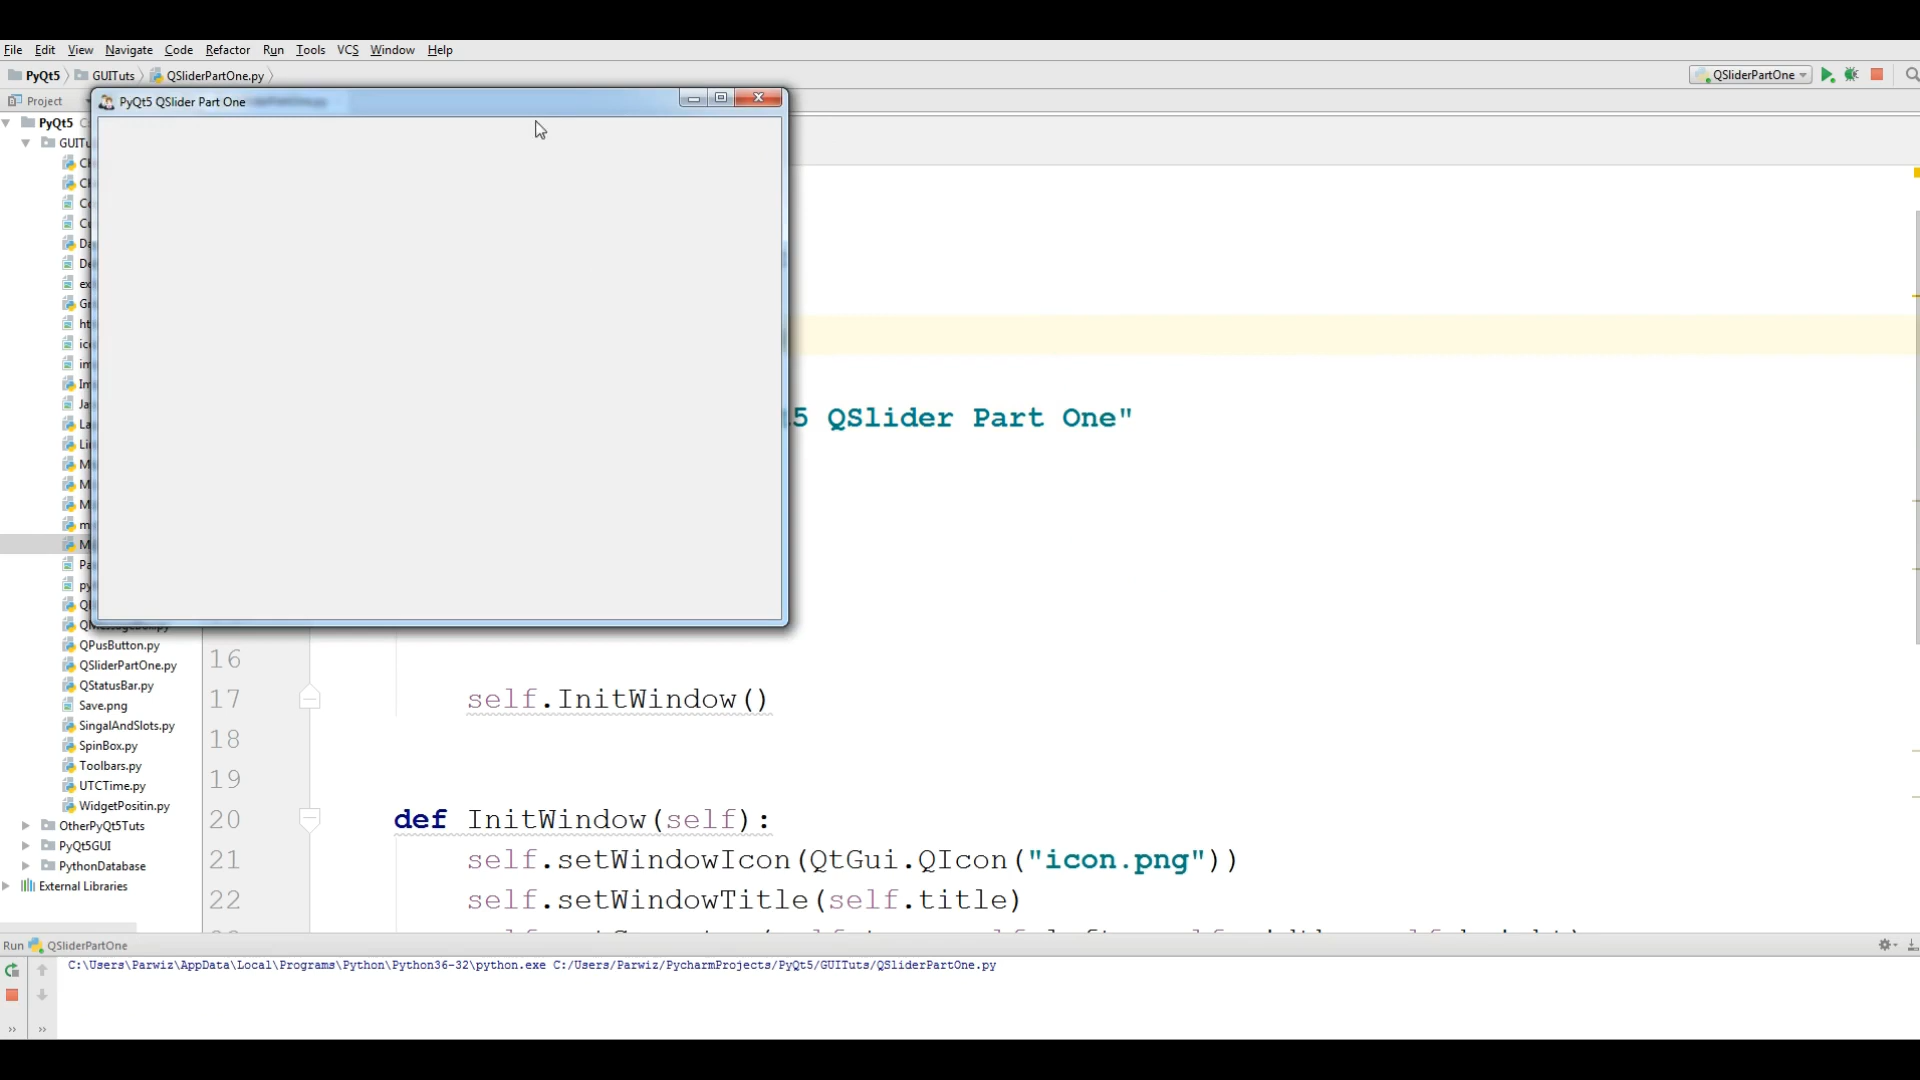 File Edit View Navigate Code Refactor Run Tools VCS Window Help
PyQt5 GUITuts QSliderPartOne.py
QSliderPartOne
Project
PyQt5 QSlider Part One
PyQt5
5 QSlider Part One"
QPusButton.py
16
QSliderPartOne.py
QStatusBar.py
17 self.InitWindow()
Save.png
SingalAndSlots.py
18
SpinBox.py
Toolbars.py
19
UTCTime.py
WidgetPositin.py
20 def InitWindow(self):
OtherPyQt5Tuts
PyQt5GUI
21 self.setWindowIcon(QtGui.QIcon("icon.png"))
PythonDatabase
External Libraries
22 self.setWindowTitle(self.title)
Run QSliderPartOne
C:\Users\Parwiz\AppData\Local\Programs\Python\Python36-32\python.exe C:/Users/Parwiz/PycharmProjects/PyQt5/GUITuts/QSliderPartOne.py